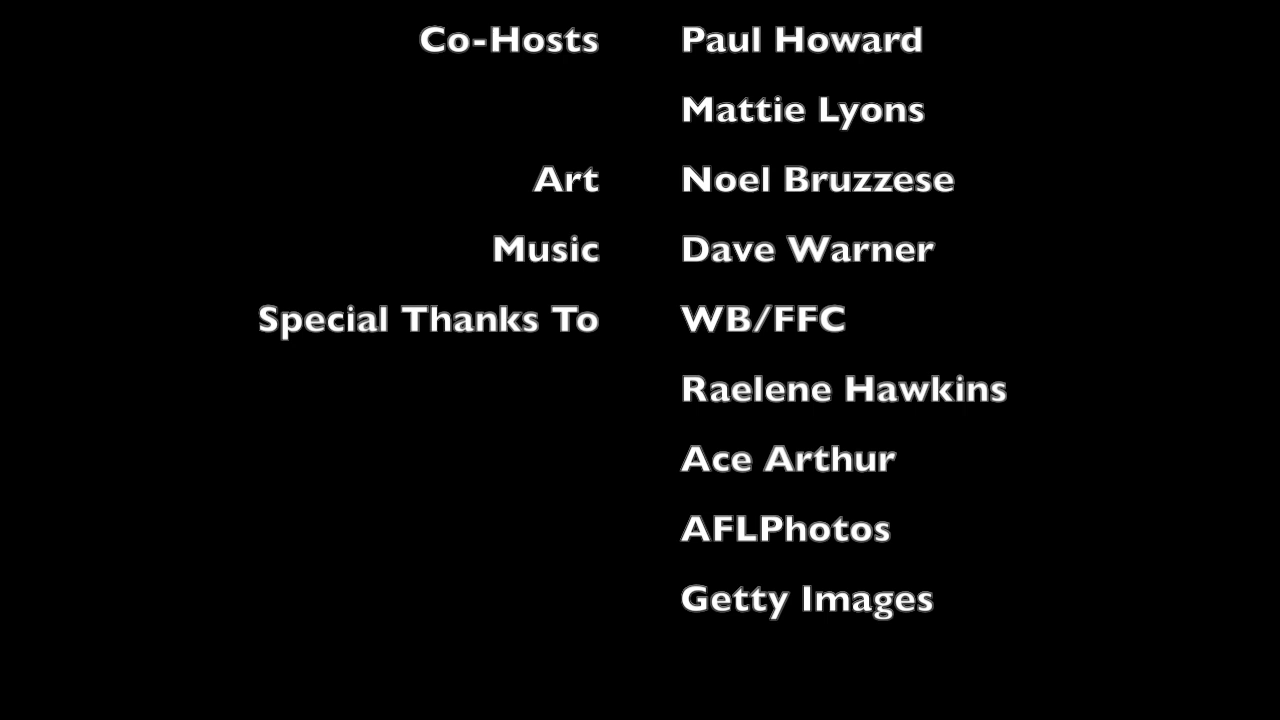 Co-Hosts Paul Howard
Mattie Lyons
Art Noel Bruzzese
Music Dave Warner
Special Thanks To WB/FFC
Raelene Hawkins
Ace Arthur
AFLPhotos
Getty Images